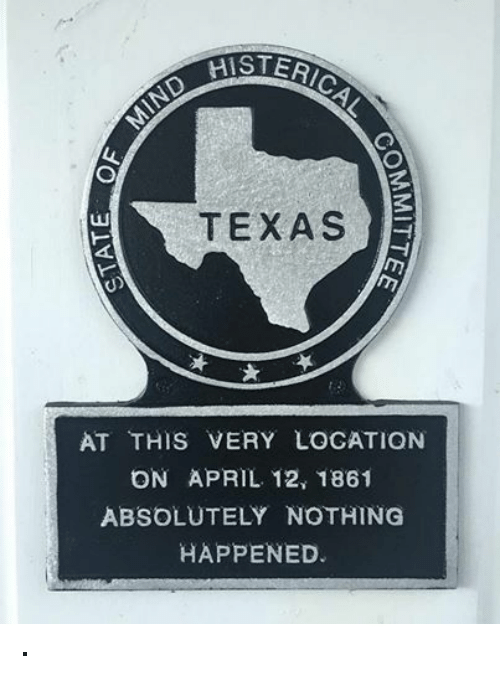 STATE OF MIND HISTERICAL COMMITTEE
TEXAS
AT THIS VERY LOCATION
ON APRIL 12, 1861
ABSOLUTELY NOTHING
HAPPENED.